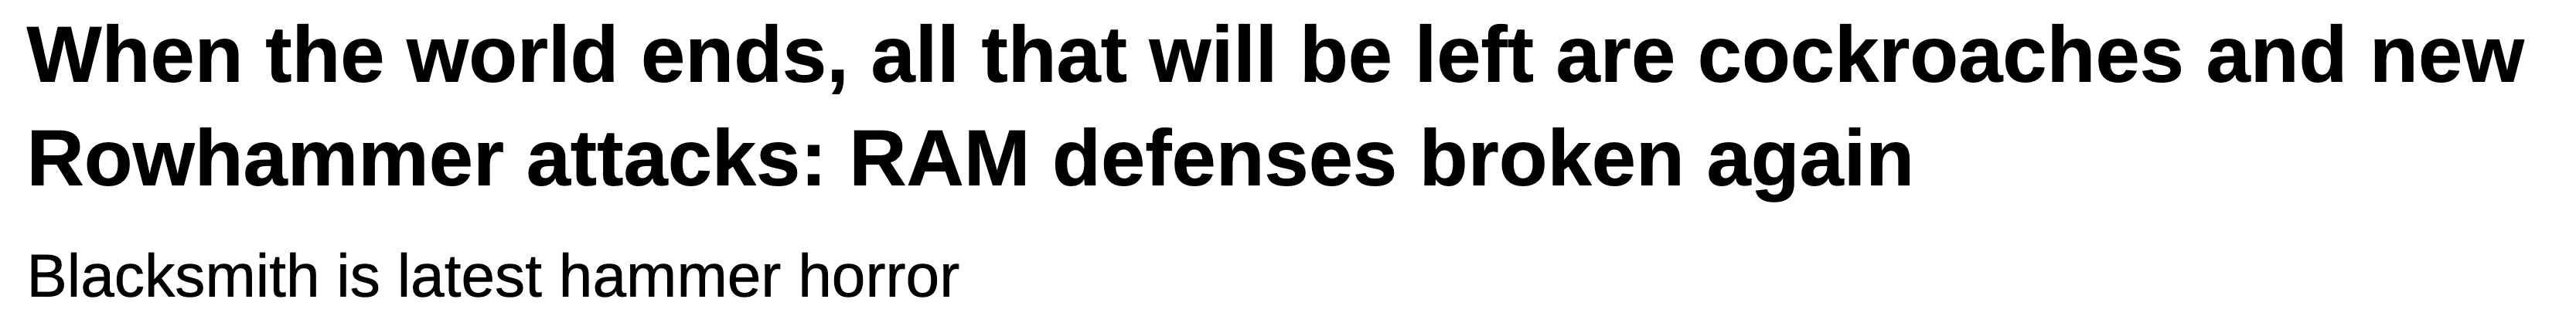 When the world ends, all that will be left are cockroaches and new
Rowhammer attacks: RAM defenses broken again
Blacksmith is latest hammer horror